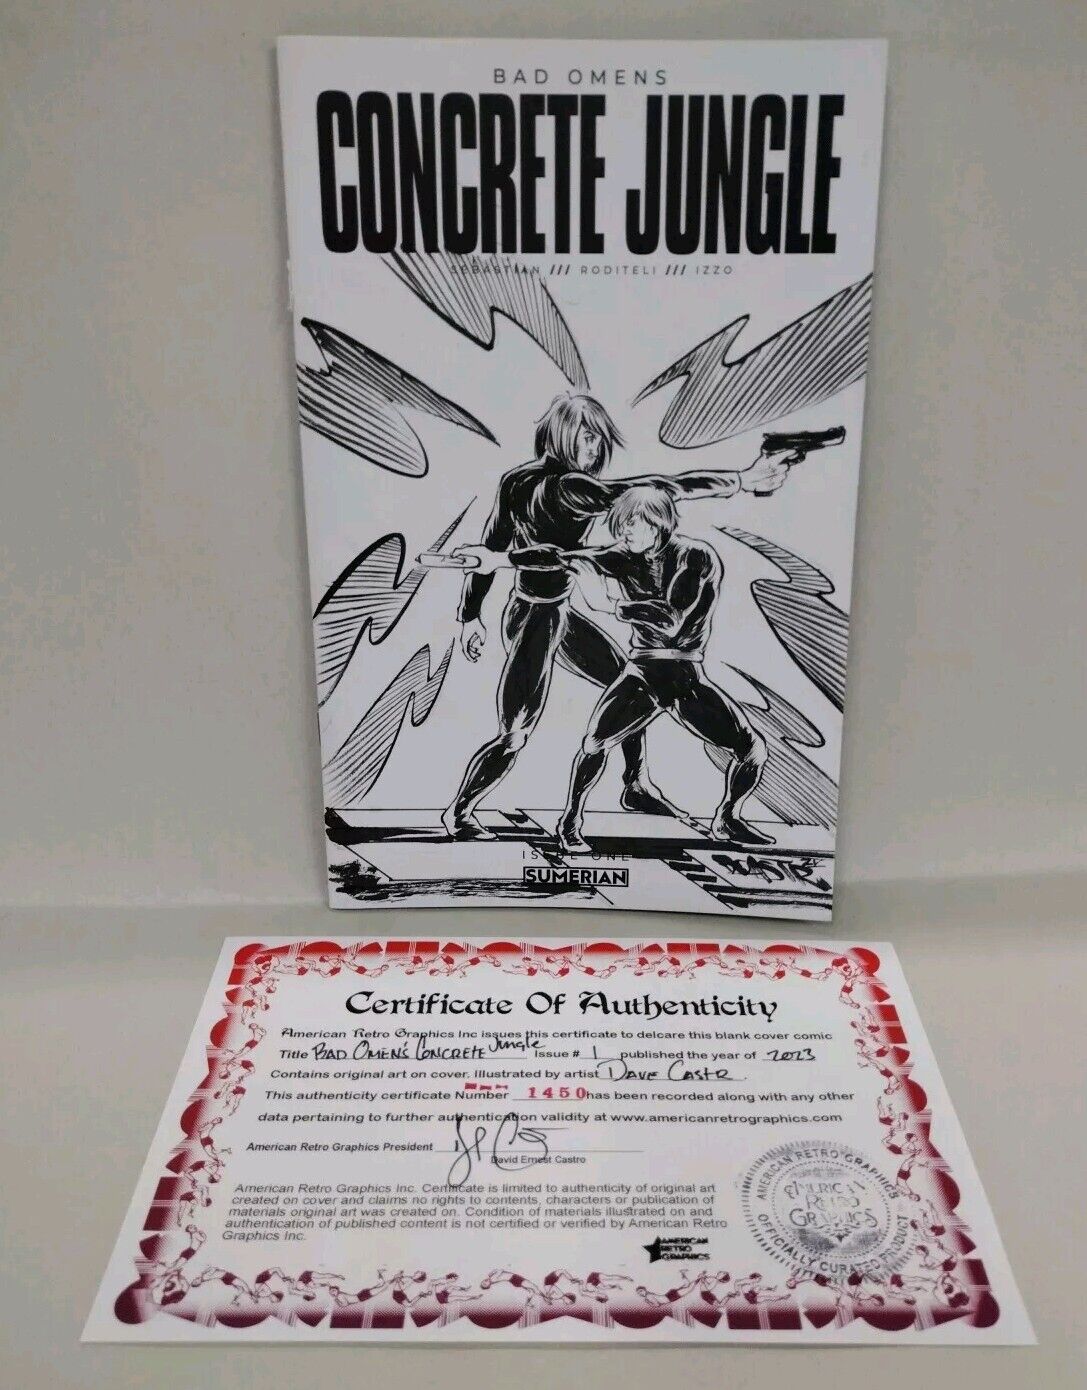 BAD OMENS
CONCRETE JUNGLE
SEBASTIAN /// RODITELI /// IZZO
ISSUE ONE
SUMERIAN
Certificate Of Authenticity
American Retro Graphics Inc issues this certificate to delcare this blank cover comic
Title BAD OMEN'S CONCRETE Jungle Issue # 1 published the year of 2023
Contains original art on cover. Illustrated by artist DAVE CASTR.
This authenticity certificate Number 1450 has been recorded along with any other
data pertaining to further authentication validity at www.americanretrographics.com
American Retro Graphics President
David Ernest Castro
American Retro Graphics Inc. Certificate is limited to authenticity of original art
created on cover and claims no rights to contents, characters or publication of
materials original art was created on. Condition of materials illustrated on and
authentication of published content is not certified or verified by American Retro
Graphics Inc.
AMERICAN
RETRO
GRAPHICS
AMERICAN RETRO GRAPHICS
AMERICAN
RETRO
GRAPHICS
OFFICIALLY CURATED PRODUCT